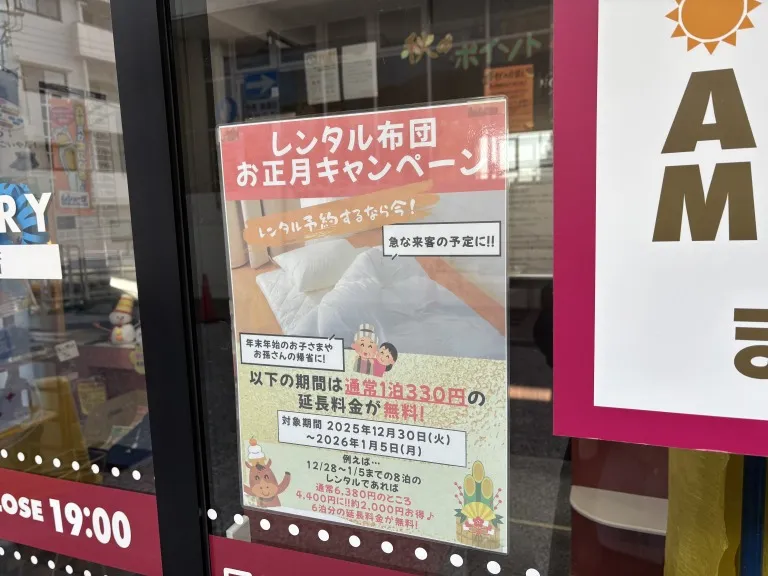 秋の
ポイント
レンタル布団
お正月キャンペーン
レンタル予約するなら今!
急な来客の予定に!!
年末年始のお子さまや
お孫さんの帰省に!
以下の期間は通常1泊330円の
延長料金が無料!
対象期間 2025年12月30日(火)
~2026年1月5日(月)
例えば…
12/28~1/5までの8泊の
レンタルであれば
通常6,380円のところ
4,400円に!!約2,000円お得♪
6泊分の延長料金が無料!
RY
LOSE 19:00
A
M
ま